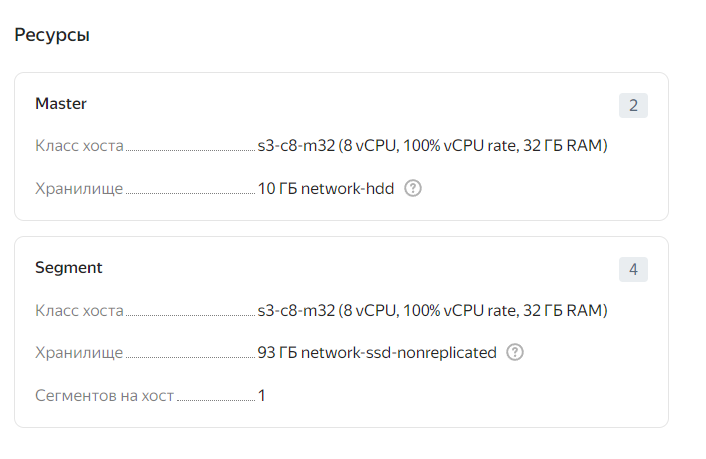 Ресурсы
Master 2
Класс хоста s3-c8-m32 (8 vCPU, 100% vCPU rate, 32 ГБ RAM)
Хранилище 10 ГБ network-hdd ?
Segment 4
Класс хоста s3-c8-m32 (8 vCPU, 100% vCPU rate, 32 ГБ RAM)
Хранилище 93 ГБ network-ssd-nonreplicated ?
Сегментов на хост 1